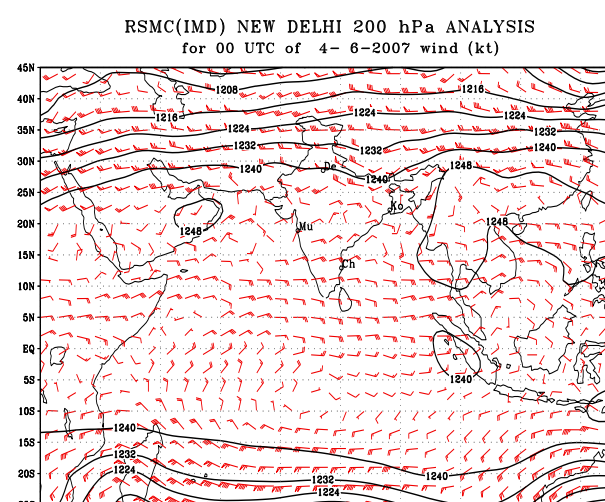 RSMC(IMD) NEW DELHI 200 hPa ANALYSIS
for 00 UTC of 4- 6-2007 wind (kt)
45N
1208
1216
40N
1216
1224
1224
35N
1224
1232
1232
1232
30N
1240
1240
De
1248
1240
25N
Ko
20N
1248
Mu
1248
15N
Ch
10N
5N
EQ
5S
1240
10S
1240
15S
1232
1224
1240
20S
1232
1224